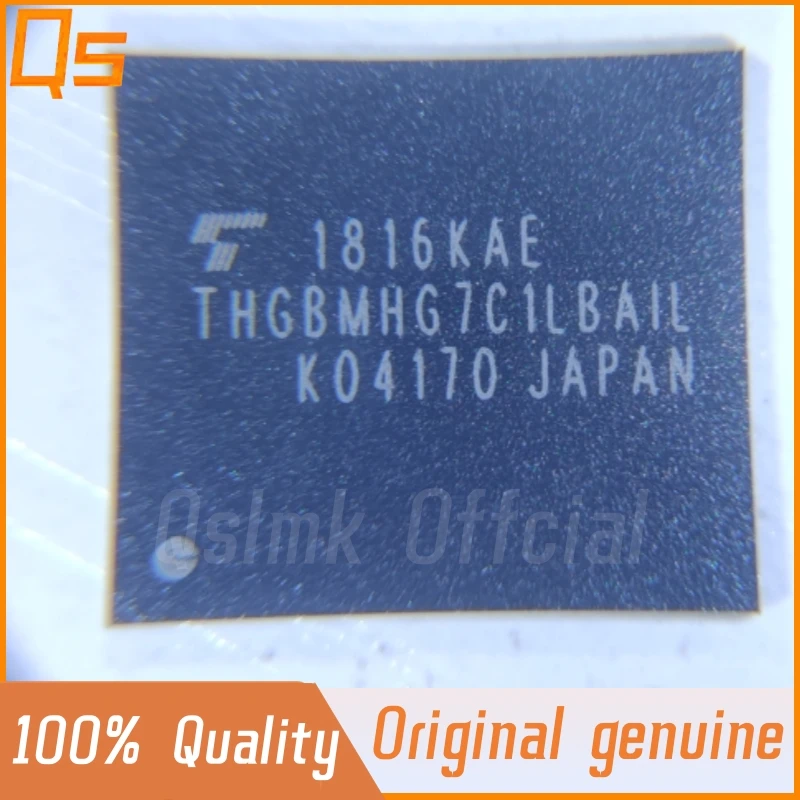 Qs
1816KAE
THGBMHG7C1LBAIL
K04170 JAPAN
Qslmk Offcial
100% Quality
Original genuine